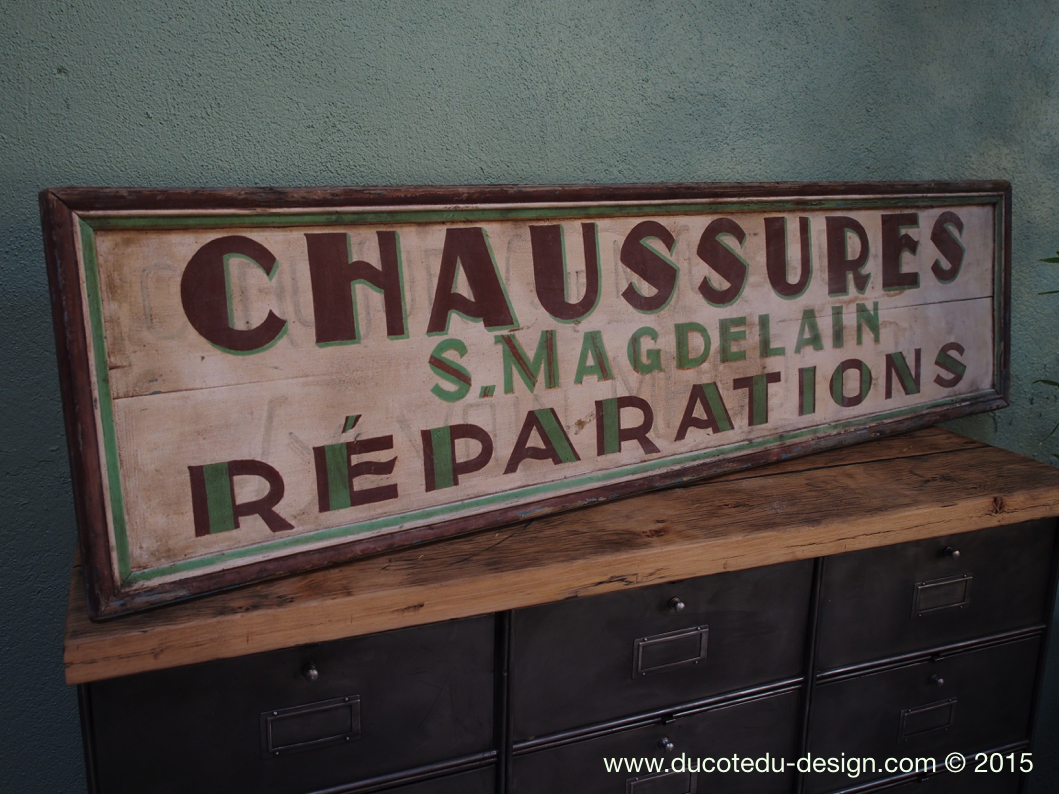 CHAUSSURES
S. MAGDELAIN
RÉPARATIONS
www.ducotedu-design.com © 2015